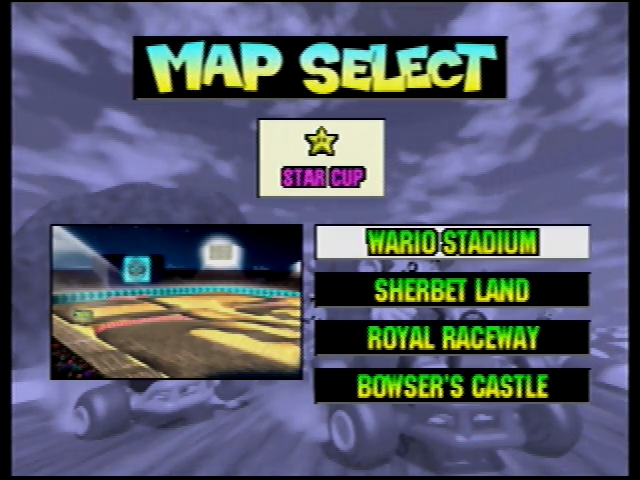 MAP SELECT
STAR CUP
WARIO STADIUM
SHERBET LAND
ROYAL RACEWAY
BOWSER'S CASTLE